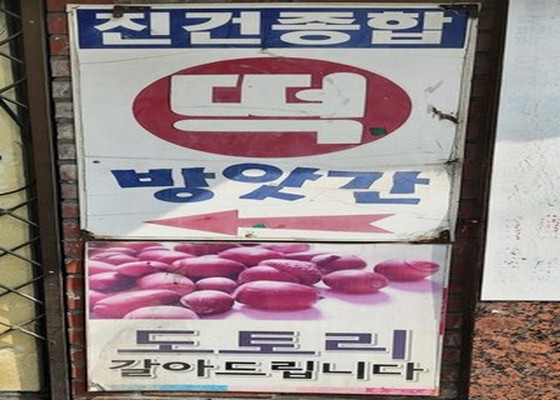 진건종합
떡
방앗간
도토리
갈아드립니다